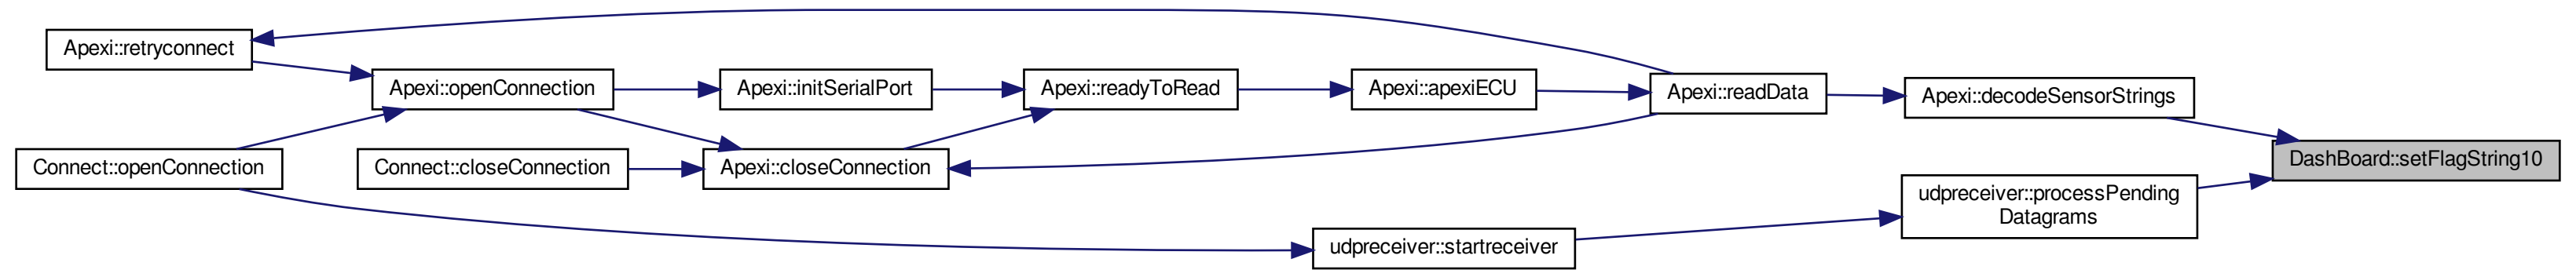 Apexi::retryconnect
Apexi::openConnection
Apexi::initSerialPort
Apexi::readyToRead
Apexi::apexiECU
Apexi::readData
Apexi::decodeSensorStrings
DashBoard::setFlagString10
Connect::openConnection
Connect::closeConnection
Apexi::closeConnection
udpreceiver::processPending
Datagrams
udpreceiver::startreceiver